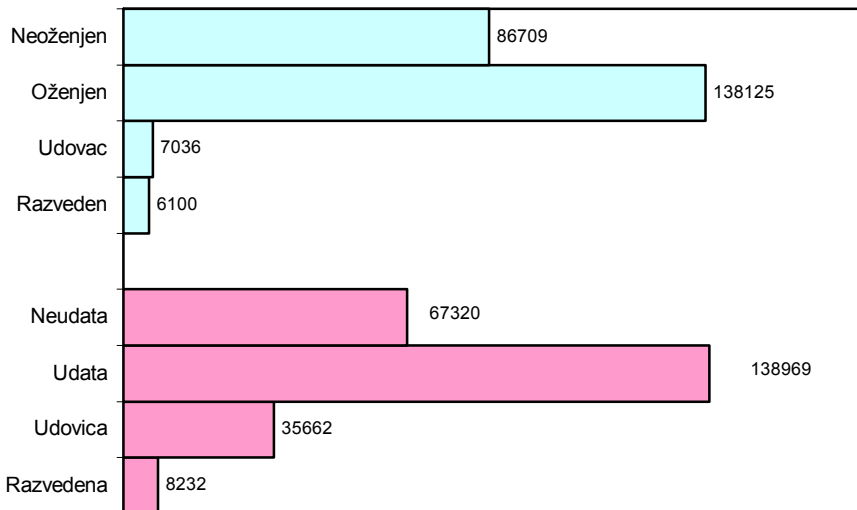 Neoženjen 86709
Oženjen 138125
Udovac 7036
Razveden 6100
Neudata 67320
Udata 138969
Udovica 35662
Razvedena 8232